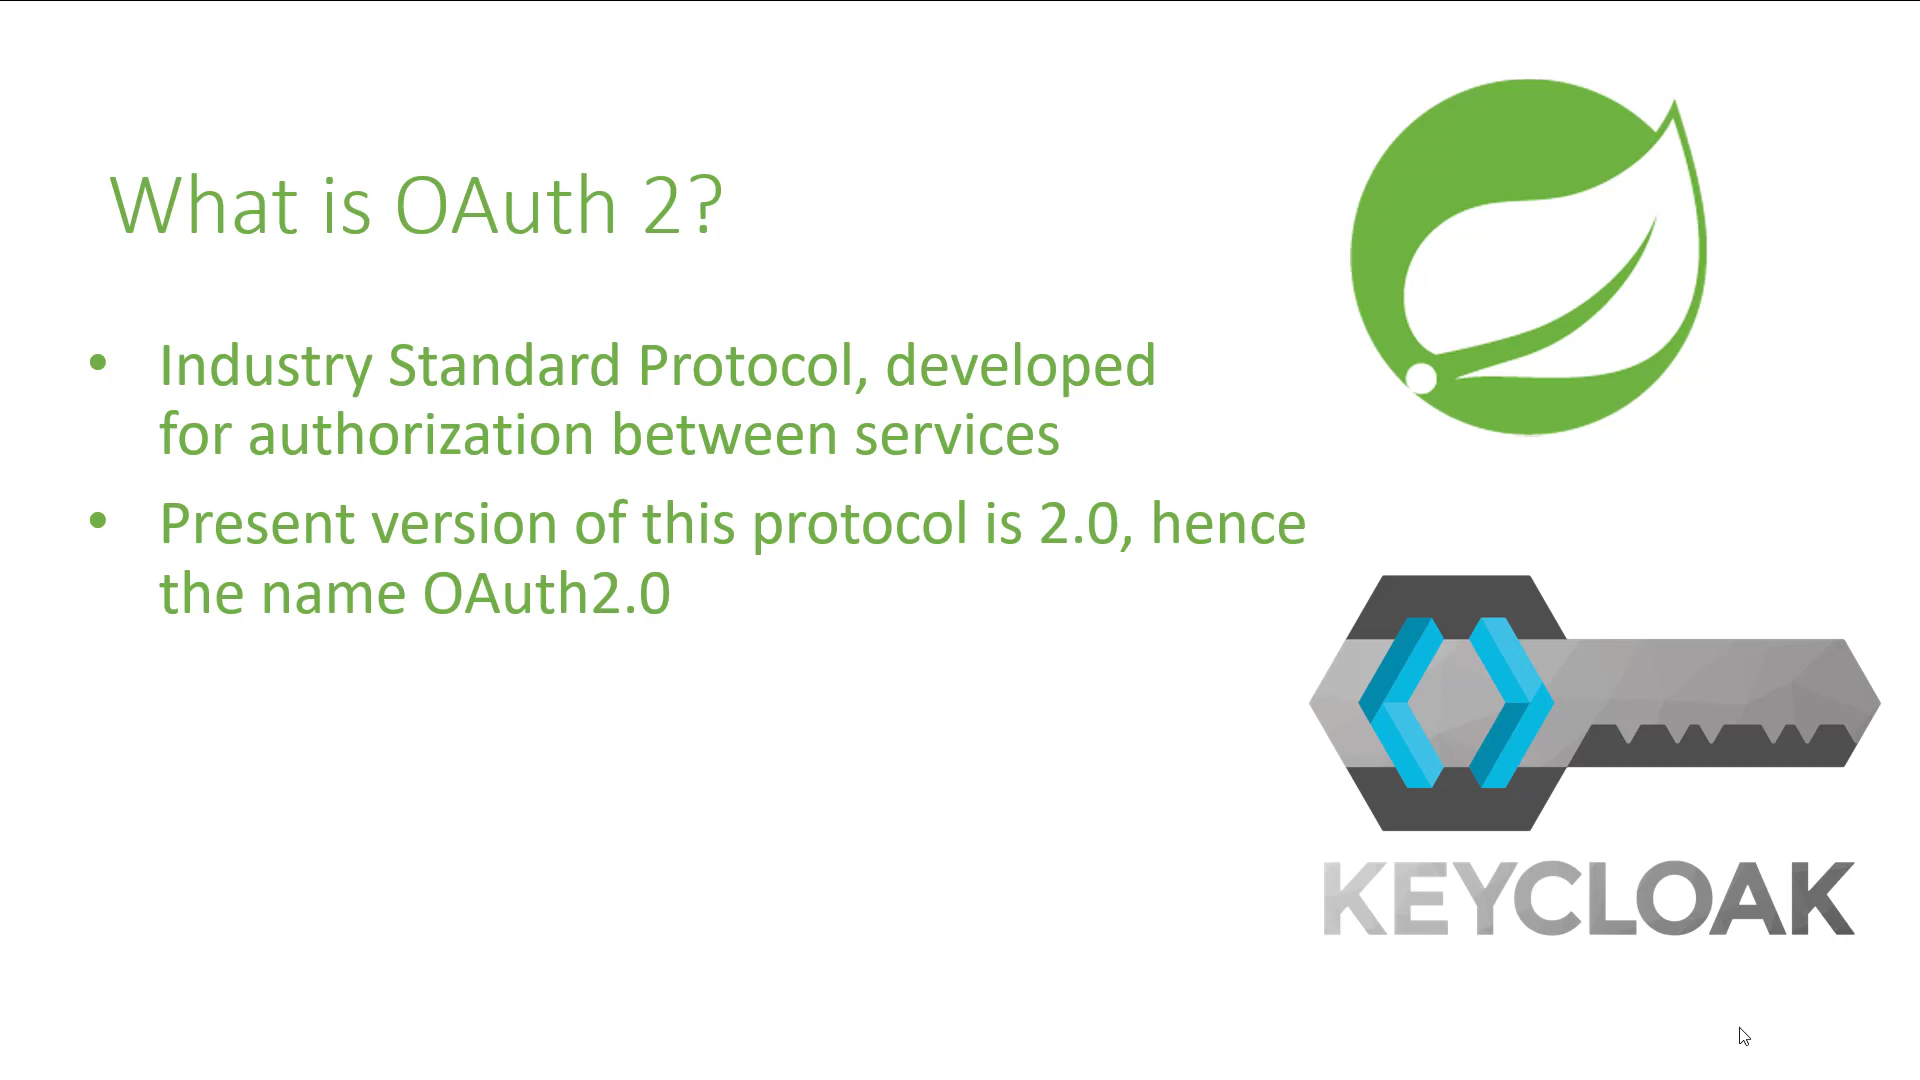 What is OAuth 2?
• Industry Standard Protocol, developed
for authorization between services
• Present version of this protocol is 2.0, hence
the name OAuth2.0
KEYCLOAK